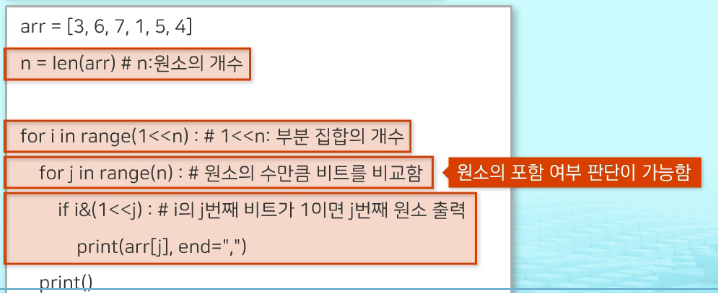 arr = [3, 6, 7, 1, 5, 4]
n = len(arr) # n:원소의 개수
for i in range(1<<n) : # 1<<n: 부분 집합의 개수
for j in range(n) : # 원소의 수만큼 비트를 비교함
원소의 포함 여부 판단이 가능함
if i&(1<<j) : # i의 j번째 비트가 1이면 j번째 원소 출력
print(arr[j], end=",")
print()